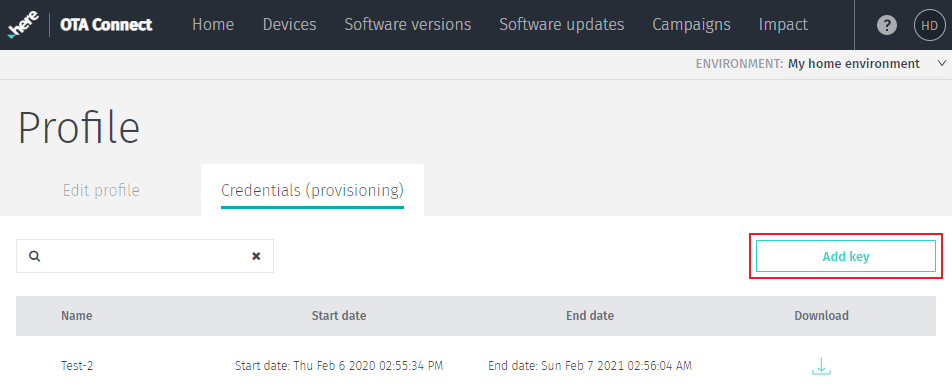 here OTA Connect Home Devices Software versions Software updates Campaigns Impact ? HD
ENVIRONMENT: My home environment
Profile
Edit profile Credentials (provisioning)
Add key
Name Start date End date Download
Test-2 Start date: Thu Feb 6 2020 02:55:34 PM End date: Sun Feb 7 2021 02:56:04 AM